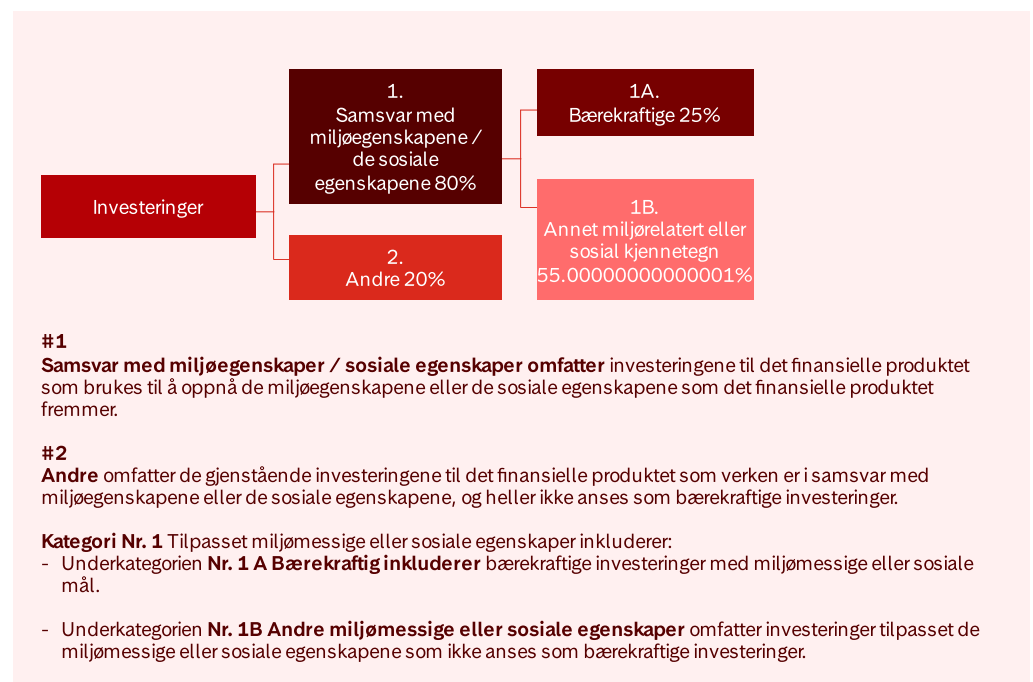 Investeringer
1.
Samsvar med
miljøegenskapene /
de sosiale
egenskapene 80%
2.
Andre 20%
1A.
Bærekraftige 25%
1B.
Annet miljørelatert eller
sosial kjennetegn
55.00000000000001%
#1
Samsvar med miljøegenskaper / sosiale egenskaper omfatter investeringene til det finansielle produktet
som brukes til å oppnå de miljøegenskapene eller de sosiale egenskapene som det finansielle produktet
fremmer.
#2
Andre omfatter de gjenstående investeringene til det finansielle produktet som verken er i samsvar med
miljøegenskapene eller de sosiale egenskapene, og heller ikke anses som bærekraftige investeringer.
Kategori Nr. 1 Tilpasset miljømessige eller sosiale egenskaper inkluderer:
- Underkategorien Nr. 1 A Bærekraftig inkluderer bærekraftige investeringer med miljømessige eller sosiale
mål.
- Underkategorien Nr. 1B Andre miljømessige eller sosiale egenskaper omfatter investeringer tilpasset de
miljømessige eller sosiale egenskapene som ikke anses som bærekraftige investeringer.